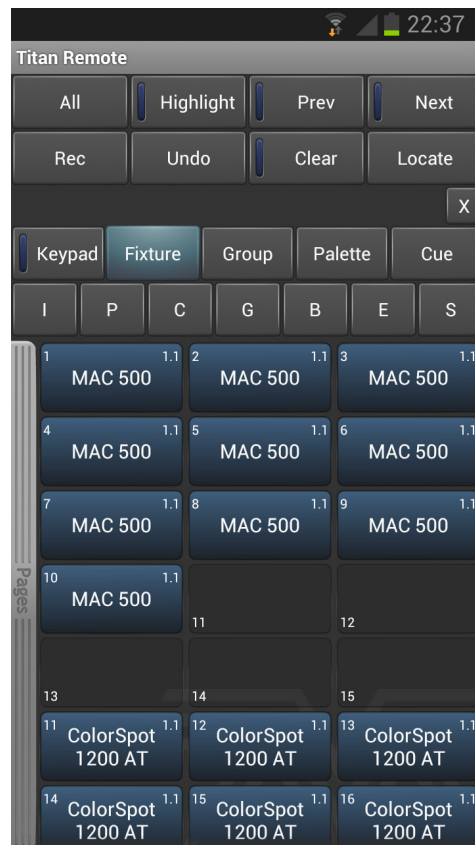 22:37
Titan Remote
All Highlight Prev Next
Rec Undo Clear Locate
X
Keypad Fixture Group Palette Cue
I P C G B E S
1 1.1 2 1.1 3 1.1
MAC 500 MAC 500 MAC 500
4 1.1 5 1.1 6 1.1
MAC 500 MAC 500 MAC 500
7 1.1 8 1.1 9 1.1
MAC 500 MAC 500 MAC 500
Pages
10 1.1
MAC 500
11 12
13 14 15
11 1.1 12 1.1 13 1.1
ColorSpot ColorSpot ColorSpot
1200 AT 1200 AT 1200 AT
14 1.1 15 1.1 16 1.1
ColorSpot ColorSpot ColorSpot
1200 AT 1200 AT 1200 AT